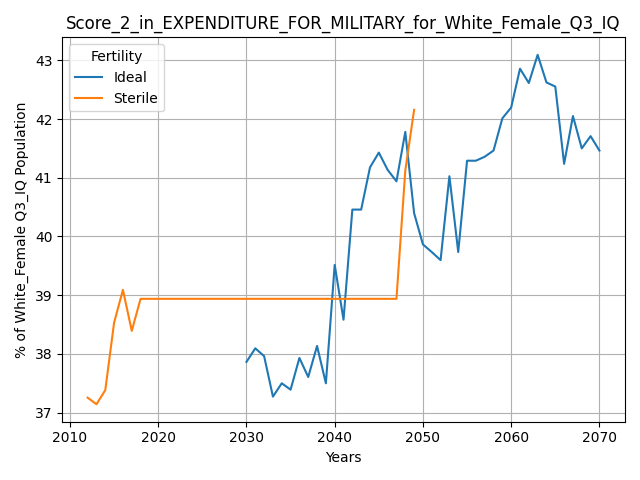 Score_2_in_EXPENDITURE_FOR_MILITARY_for_White_Female_Q3_IQ
Fertility
Ideal
Sterile
% of White_Female Q3_IQ Population
43
42
41
40
39
38
37
2010 2020 2030 2040 2050 2060 2070
Years